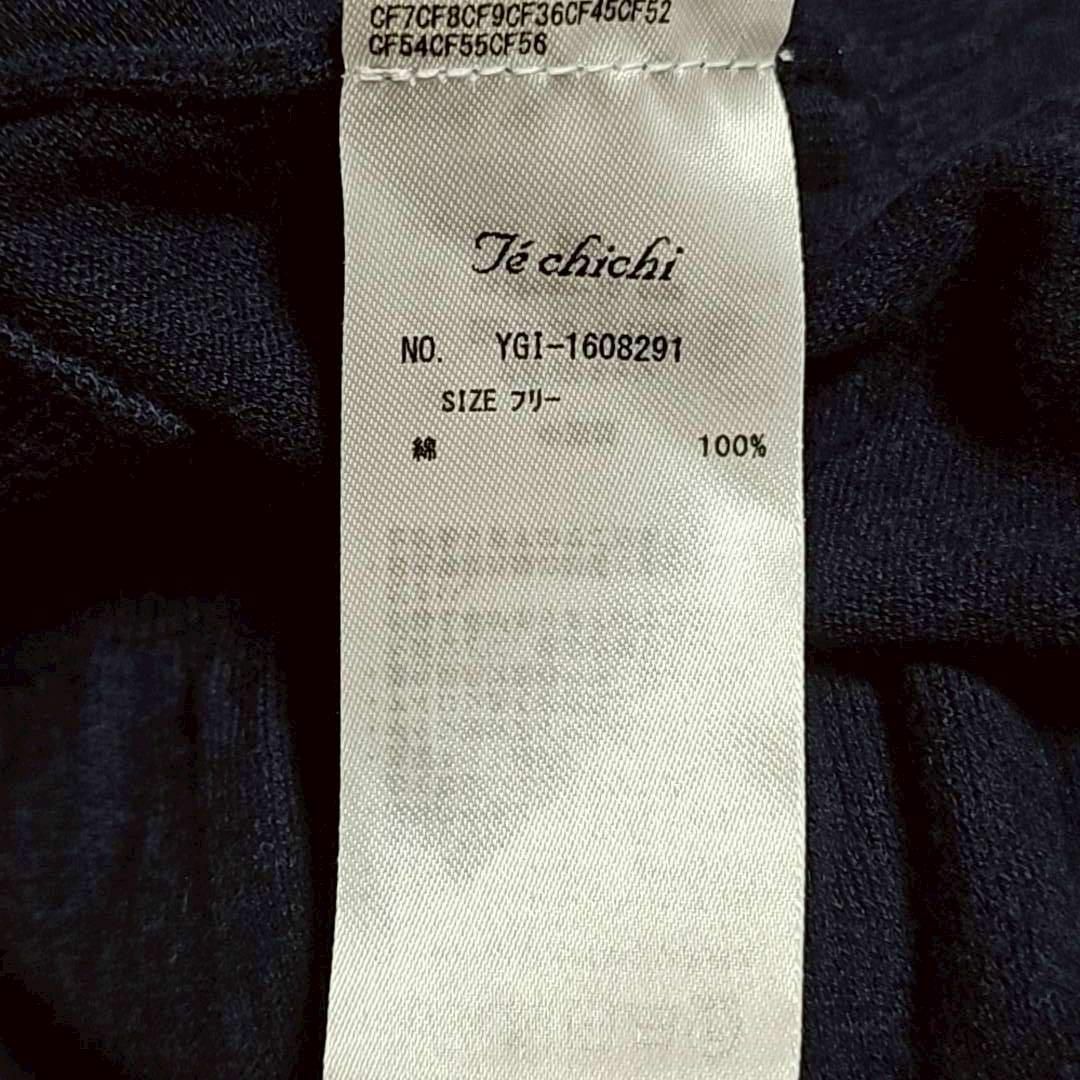 CF7CF8CF9CF36CF45CF52
CF54CF55CF56
Té chichi
NO. YGI-1608291
SIZE フリー
綿 100%